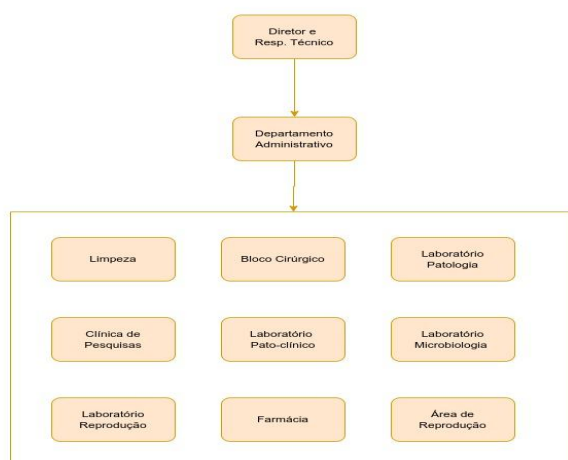 Diretor e
Resp. Técnico
Departamento
Administrativo
Limpeza
Bloco Cirúrgico
Laboratório
Patologia
Clínica de
Pesquisas
Laboratório
Pato-clínico
Laboratório
Microbiologia
Laboratório
Reprodução
Farmácia
Área de
Reprodução